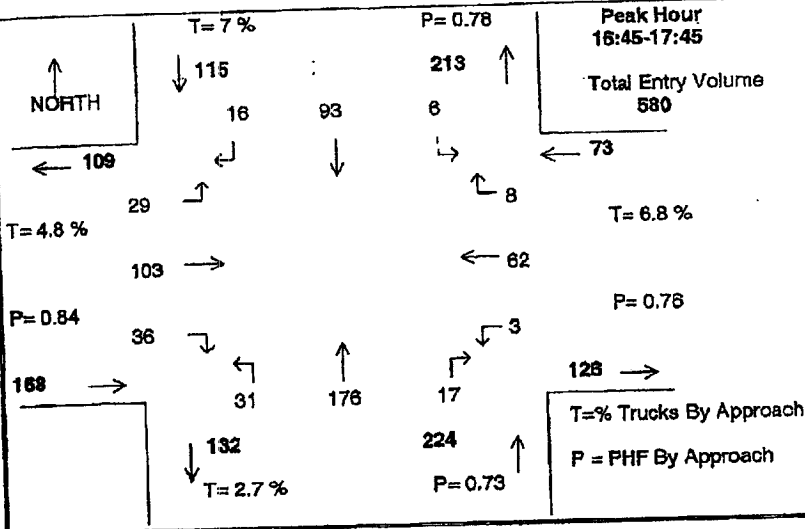 T= 7 %
P= 0.78
Peak Hour
16:45-17:45
115
213
Total Entry Volume
580
NORTH
16
93
6
109
73
29
8
T= 4.8 %
T= 6.8 %
103
62
P= 0.84
P= 0.76
36
3
168
126
31
176
17
T=% Trucks By Approach
132
224
P = PHF By Approach
T= 2.7 %
P= 0.73